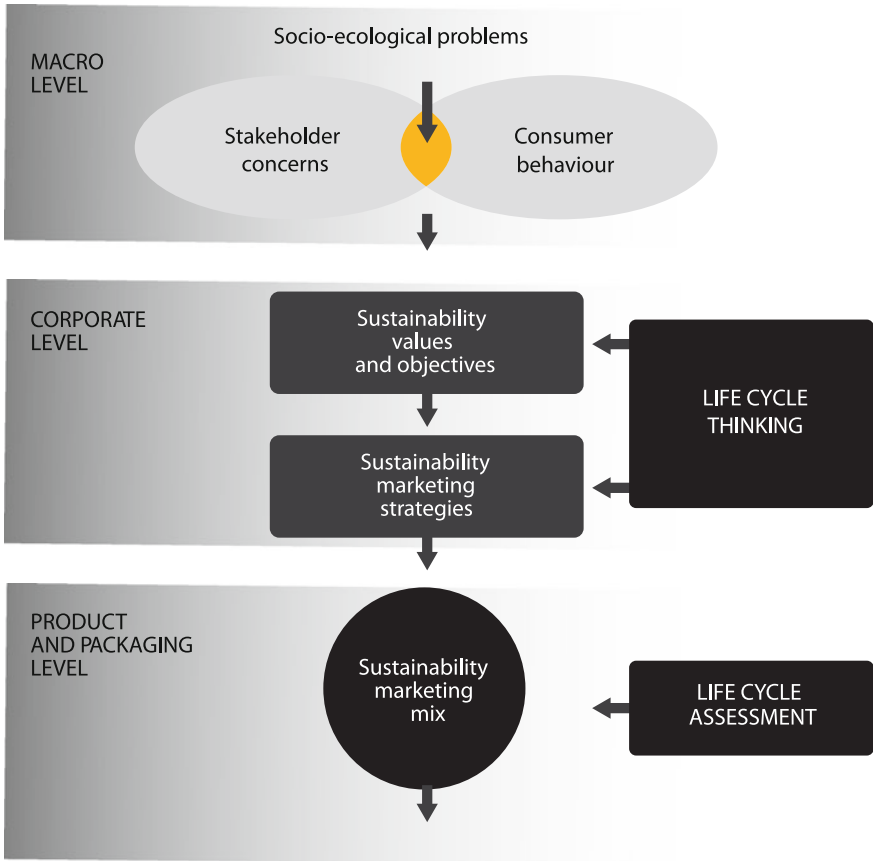 Socio-ecological problems
MACRO
LEVEL
Stakeholder
concerns
Consumer
behaviour
CORPORATE
LEVEL
Sustainability
values
and objectives
LIFE CYCLE
THINKING
Sustainability
marketing
strategies
PRODUCT
AND PACKAGING
LEVEL
Sustainability
marketing
mix
LIFE CYCLE
ASSESSMENT